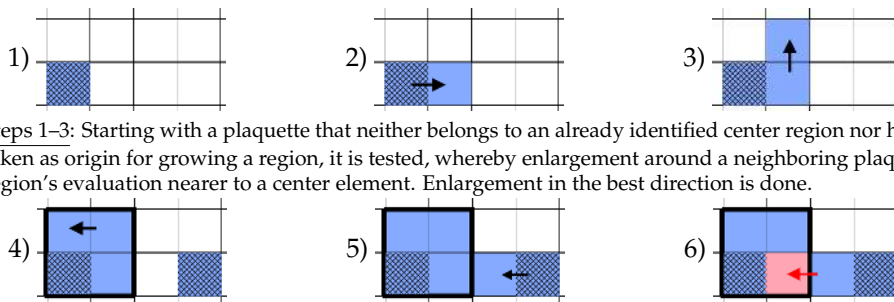 1) 2) 3)
eps 1–3: Starting with a plaquette that neither belongs to an already identified center region nor h
ken as origin for growing a region, it is tested, whereby enlargement around a neighboring plaq
egion's evaluation nearer to a center element. Enlargement in the best direction is done.
4) 5) 6)